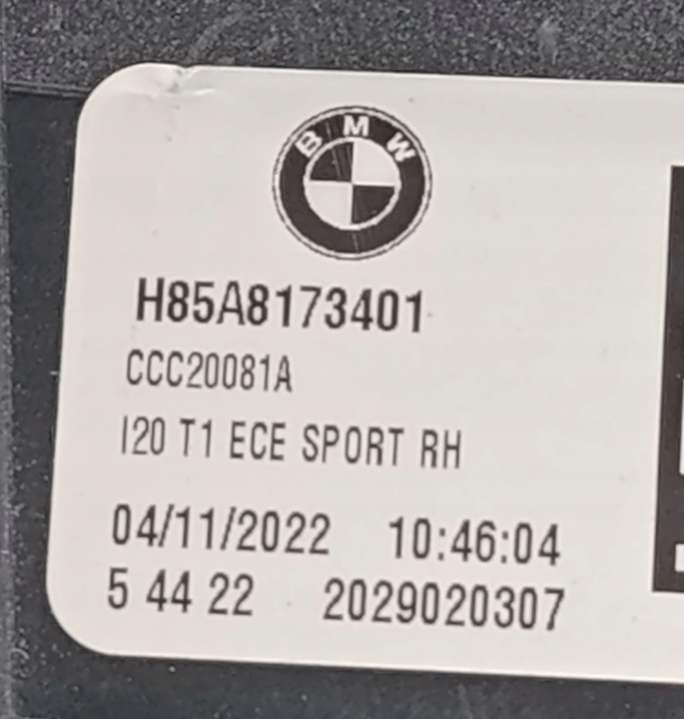 BMW
H85A8173401
CCC20081A
I20 T1 ECE SPORT RH
04/11/2022 10:46:04
5 44 22 2029020307